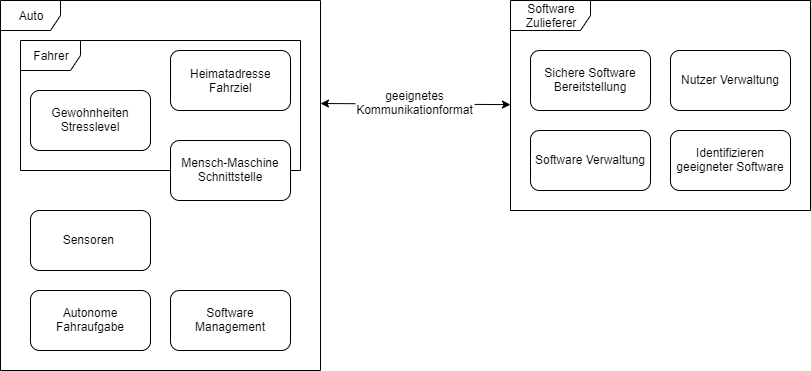 Auto
Fahrer
Heimatadresse
Fahrziel
Gewohnheiten
Stresslevel
Mensch-Maschine
Schnittstelle
Sensoren
Autonome
Fahraufgabe
Software
Management
geeignetes
Kommunikationformat
Software
Zulieferer
Sichere Software
Bereitstellung
Nutzer Verwaltung
Software Verwaltung
Identifizieren
geeigneter Software